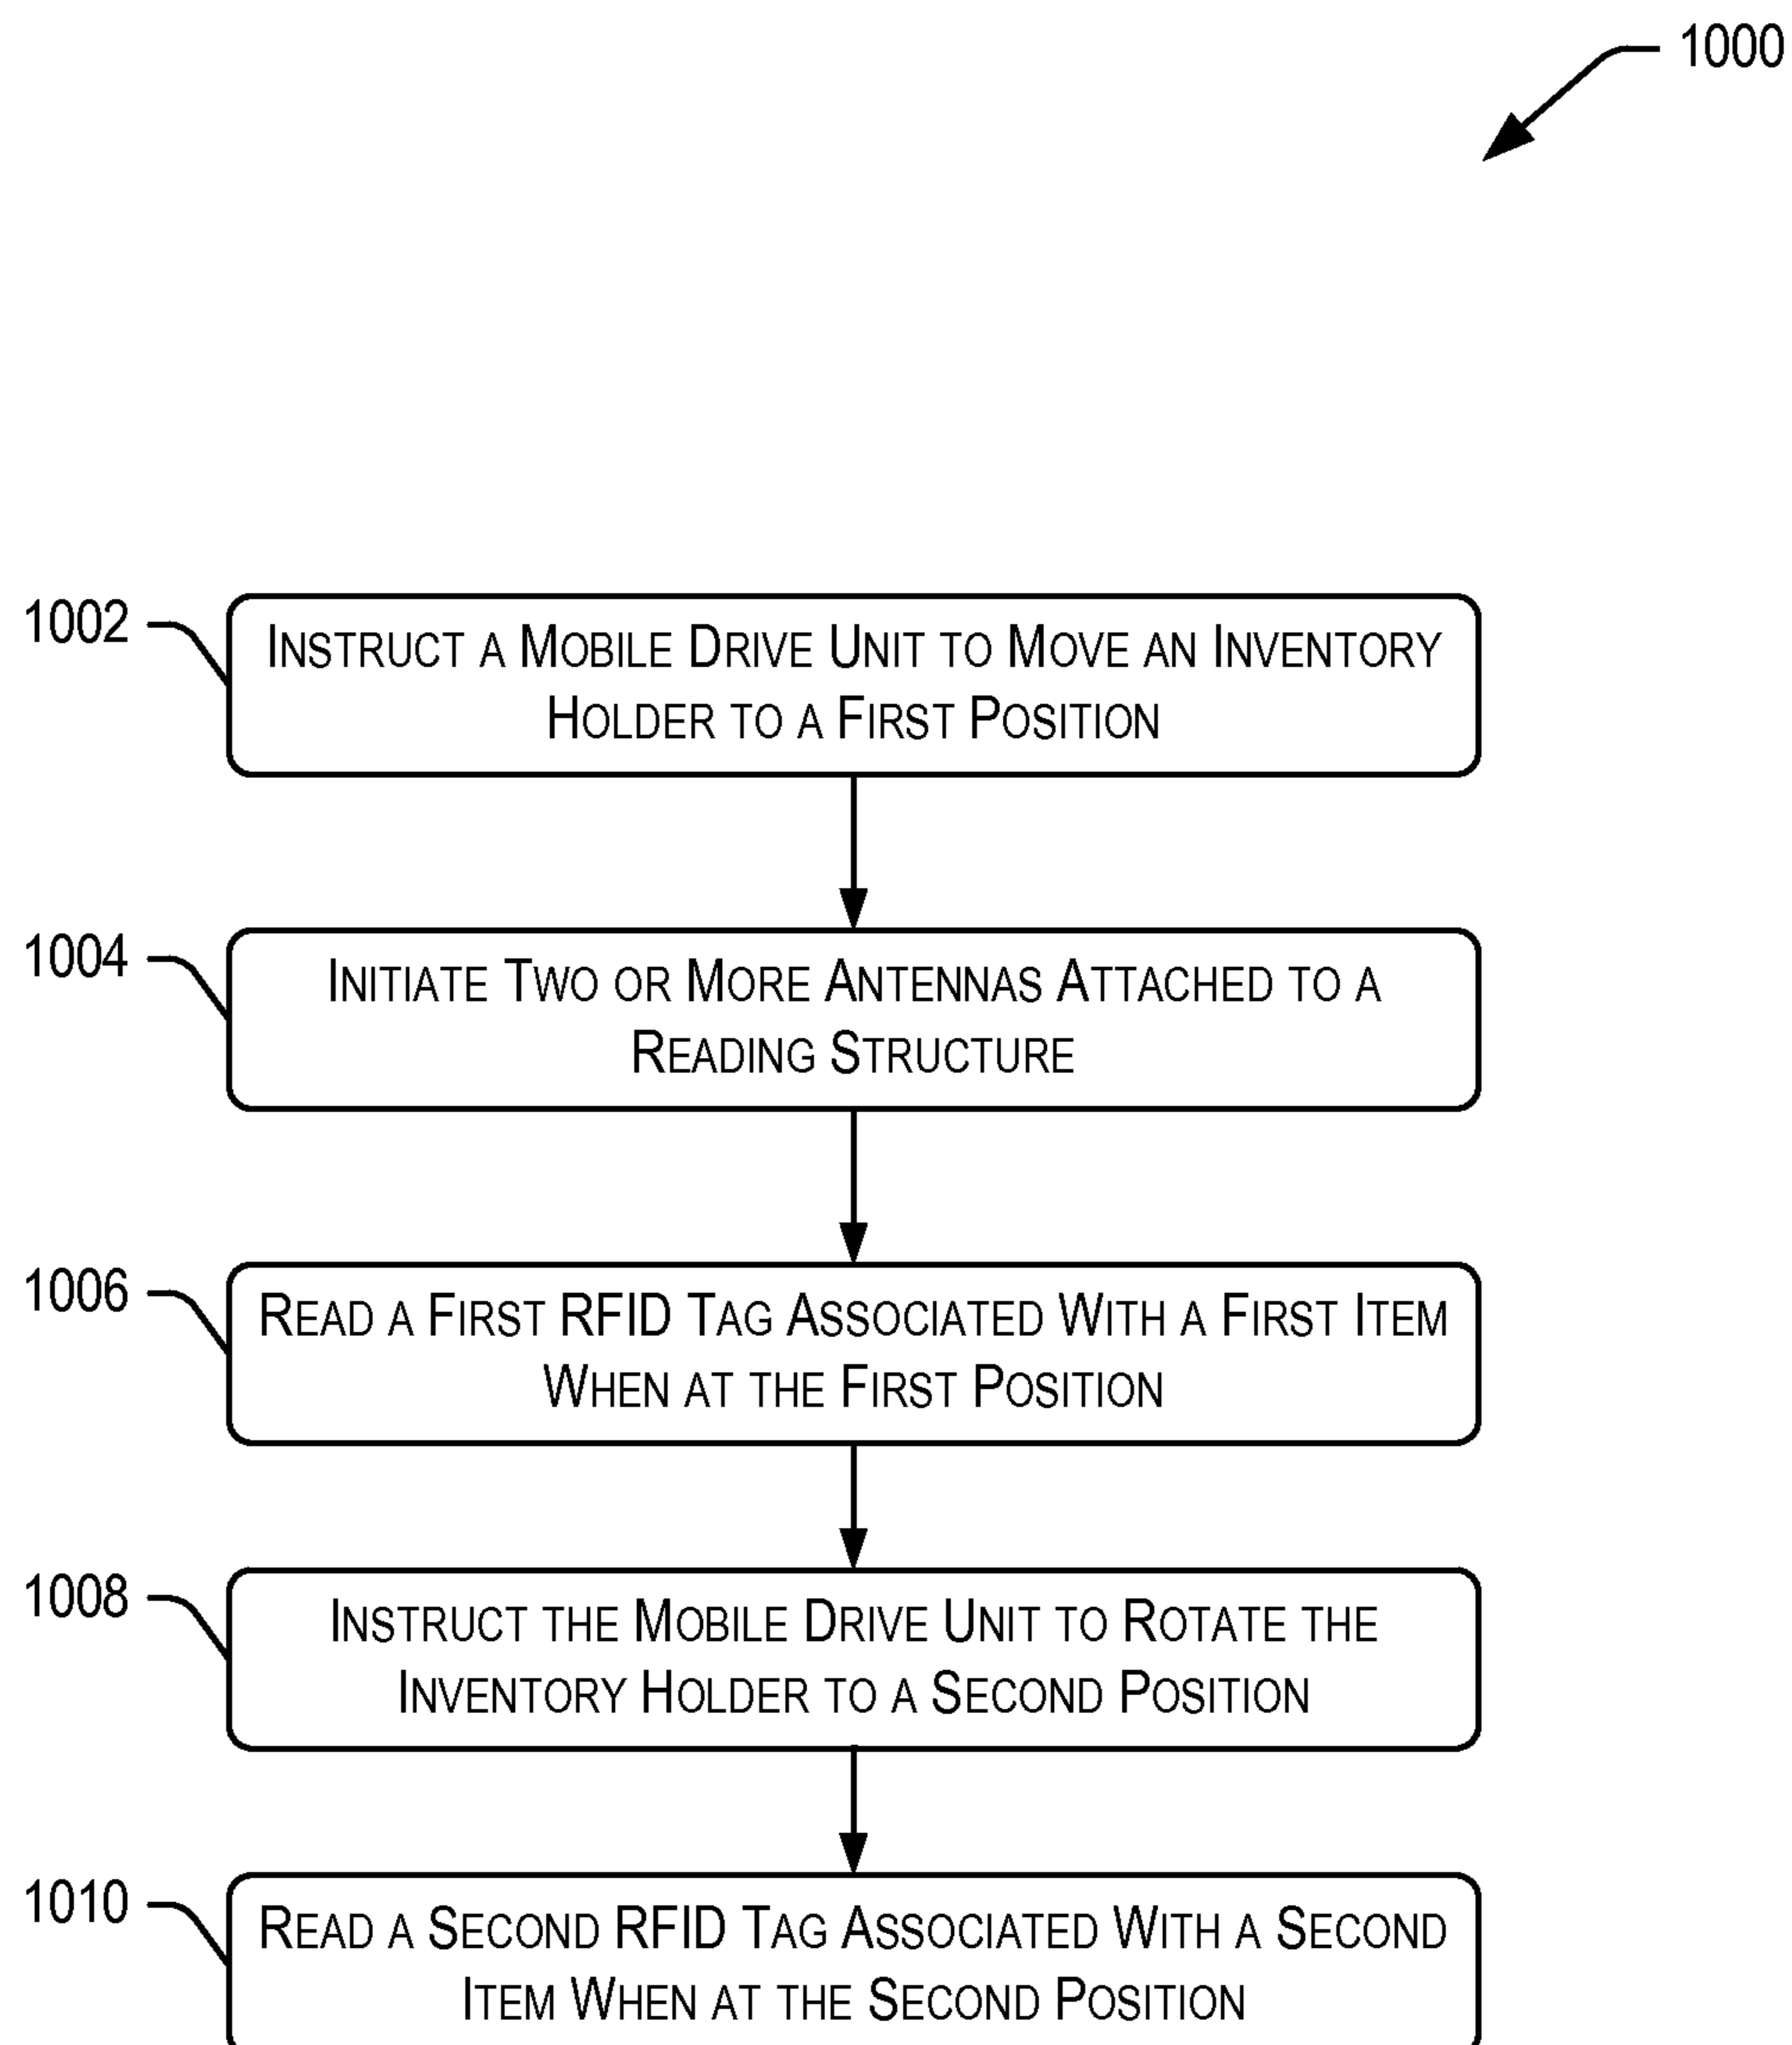 1000
1002
INSTRUCT A MOBILE DRIVE UNIT TO MOVE AN INVENTORY
HOLDER TO A FIRST POSITION
1004
INITIATE TWO OR MORE ANTENNAS ATTACHED TO A
READING STRUCTURE
1006
READ A FIRST RFID TAG ASSOCIATED WITH A FIRST ITEM
WHEN AT THE FIRST POSITION
1008
INSTRUCT THE MOBILE DRIVE UNIT TO ROTATE THE
INVENTORY HOLDER TO A SECOND POSITION
1010
READ A SECOND RFID TAG ASSOCIATED WITH A SECOND
ITEM WHEN AT THE SECOND POSITION